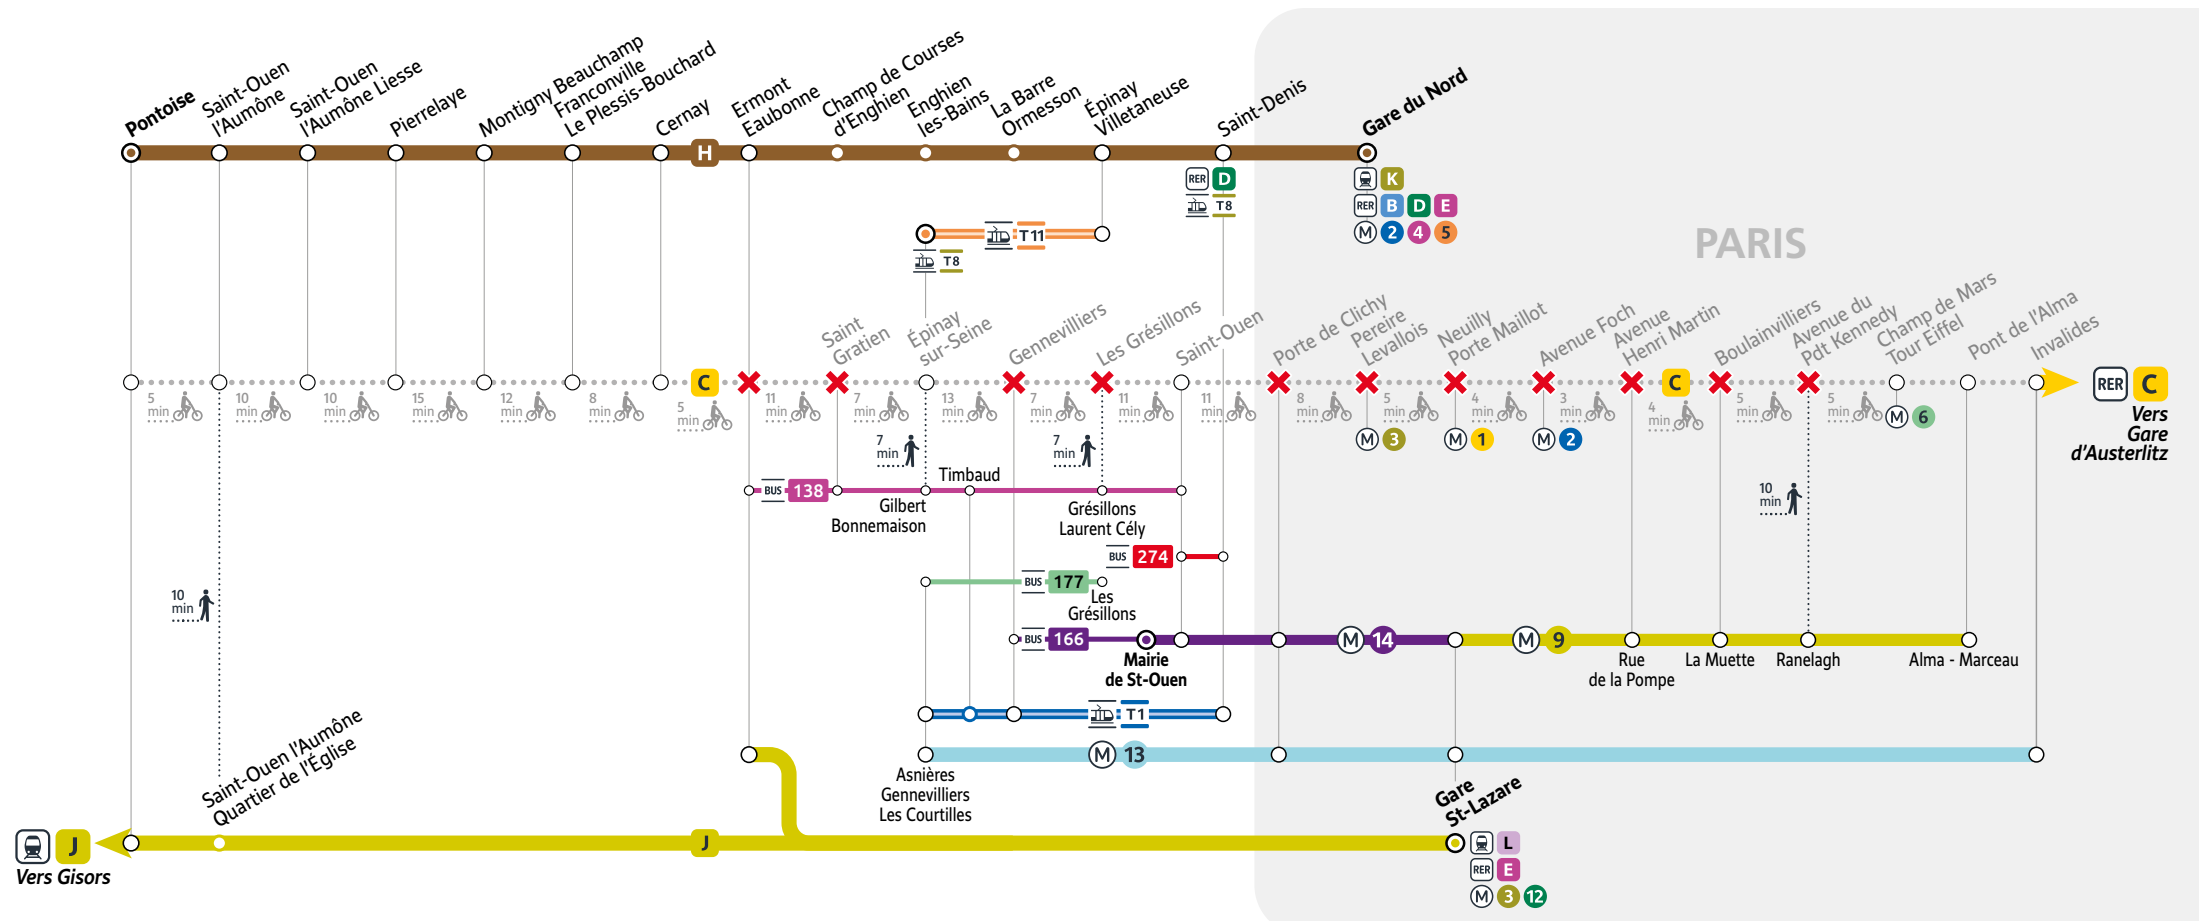 Pontoise
Saint-Ouen
l'Aumône
Saint-Ouen
l'Aumône Liesse
Pierrelaye
Montigny Beauchamp
Franconville
Le Plessis-Bouchard
Cernay
Ermont
Eaubonne
Champ de Courses
d'Enghien
Enghien
les-Bains
La Barre
Ormesson
Épinay
Villetaneuse
Saint-Denis
Gare du Nord
H
RER D
T8
K
RER B D E
M 2 4 5
PARIS
T11
T8
Saint
Gratien
Épinay
sur-Seine
Gennevilliers
Les Grésillons
Saint-Ouen
Porte de Clichy
Pereire
Levallois
Neuilly
Porte Maillot
Avenue Foch
Avenue
Henri Martin
Boulainvilliers
Avenue du
Pdt Kennedy
Champ de Mars
Tour Eiffel
Pont de l'Alma
Invalides
C
C
RER C
Vers
Gare
d'Austerlitz
5
min
10
min
10
min
15
min
12
min
8
min
5
min
11
min
7
min
13
min
7
min
11
min
11
min
8
min
5
min
4
min
3
min
4
min
5
min
5
min
M 3
M 1
M 2
M 6
7
min
7
min
10
min
BUS 138
Timbaud
Gilbert
Bonnemaison
Grésillons
Laurent Cély
BUS 274
BUS 177
Les
Grésillons
10
min
BUS 166
Mairie
de St-Ouen
M 14
M 9
Rue
de la Pompe
La Muette
Ranelagh
Alma - Marceau
T1
M 13
Asnières
Gennevilliers
Les Courtilles
Saint-Ouen l'Aumône
Quartier de l'Église
Gare
St-Lazare
J
J
Vers Gisors
L
RER E
M 3 12